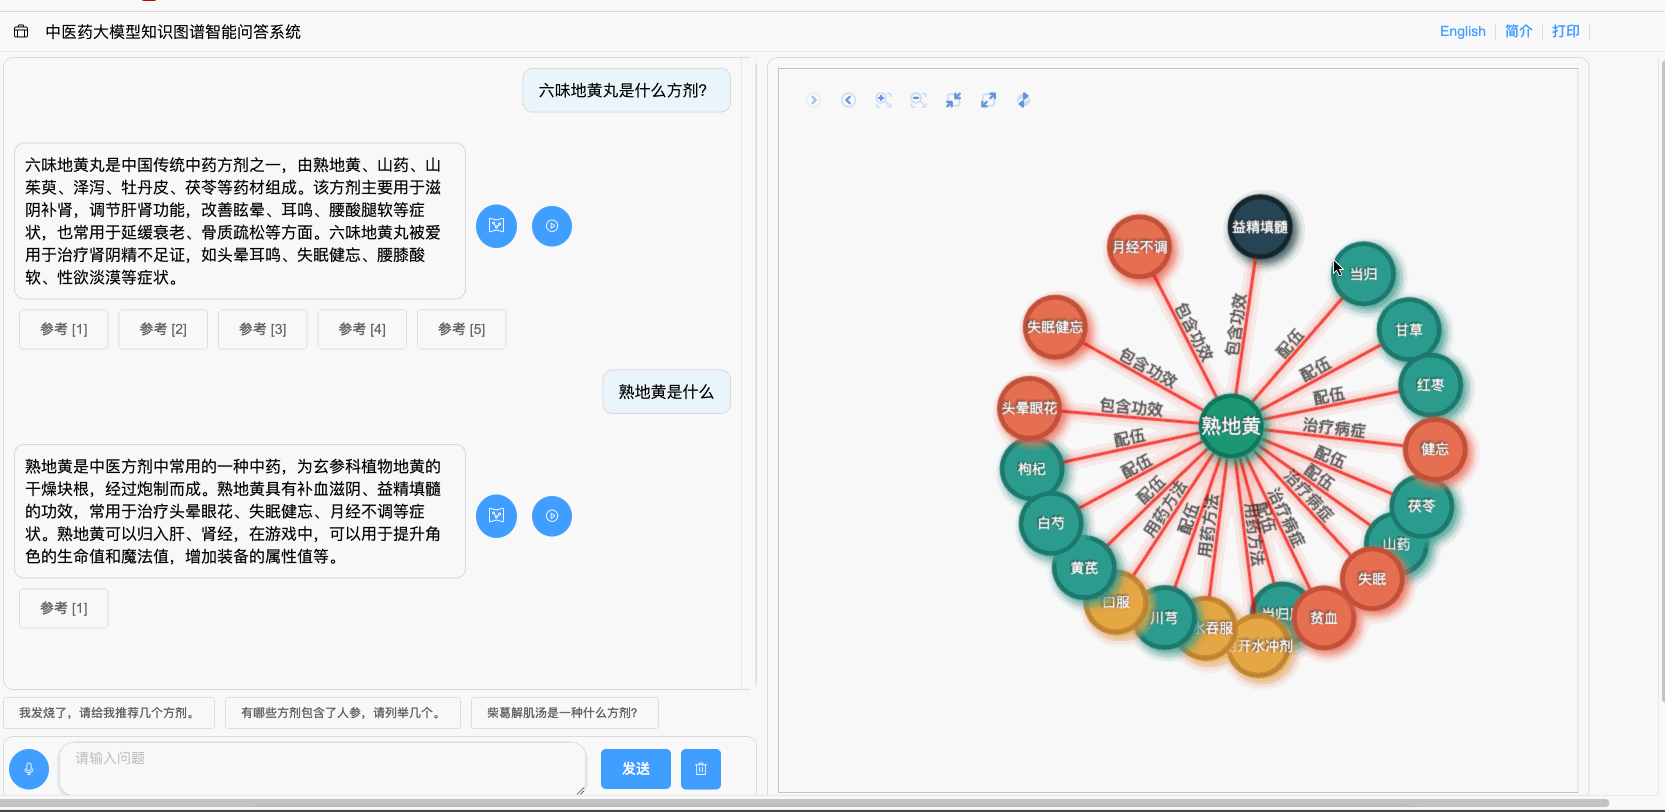 中医药大模型知识图谱智能问答系统
English
简介
打印
六味地黄丸是什么方剂?
六味地黄丸是中国传统中药方剂之一，由熟地黄、山药、山
茱萸、泽泻、牡丹皮、茯苓等药材组成。该方剂主要用于滋
阴补肾，调节肝肾功能，改善眩晕、耳鸣、腰酸腿软等症
状，也常用于延缓衰老、骨质疏松等方面。六味地黄丸被爱
用于治疗肾阴精不足证，如头晕耳鸣、失眠健忘、腰膝酸
软、性欲淡漠等症状。
参考 [1]
参考 [2]
参考 [3]
参考 [4]
参考 [5]
熟地黄是什么
熟地黄是中医方剂中常用的一种中药，为玄参科植物地黄的
干燥块根，经过炮制而成。熟地黄具有补血滋阴、益精填髓
的功效，常用于治疗头晕眼花、失眠健忘、月经不调等症
状。熟地黄可以归入肝、肾经，在游戏中，可以用于提升角
色的生命值和魔法值，增加装备的属性值等。
参考 [1]
我发烧了，请给我推荐几个方剂。
有哪些方剂包含了人参，请列举几个。
柴葛解肌汤是一种什么方剂?
请输入问题
发送
益精填髓
月经不调
当归
失眠健忘
甘草
红枣
头晕眼花
熟地黄
健忘
枸杞
茯苓
白芍
山药
黄芪
失眠
口服
川芎
水吞服
开水冲剂
当归
贫血
包含功效
包含功效
包含功效
包含功效
配伍
配伍
配伍
治疗病症
配伍
配伍
治疗病症
治疗病症
配伍
用药方法
用药方法
配伍
用药方法
配伍
配伍
配伍